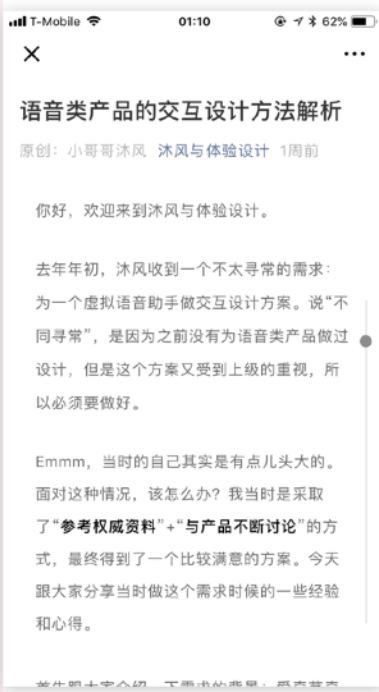 T-Mobile 01:10 62%
语音类产品的交互设计方法解析
原创：小哥哥沐风 沐风与体验设计 1周前
你好，欢迎来到沐风与体验设计。
去年年初，沐风收到一个不太寻常的需求：
为一个虚拟语音助手做交互设计方案。说“不
同寻常”，是因为之前没有为语音类产品做过
设计，但是这个方案又受到上级的重视，所
以必须要做好。
Emmm，当时的自己其实是有点儿头大的。
面对这种情况，该怎么办？我当时是采取
了“参考权威资料”+“与产品不断讨论”的方
式，最终得到了一个比较满意的方案。今天
跟大家分享当时做这个需求时候的一些经验
和心得。